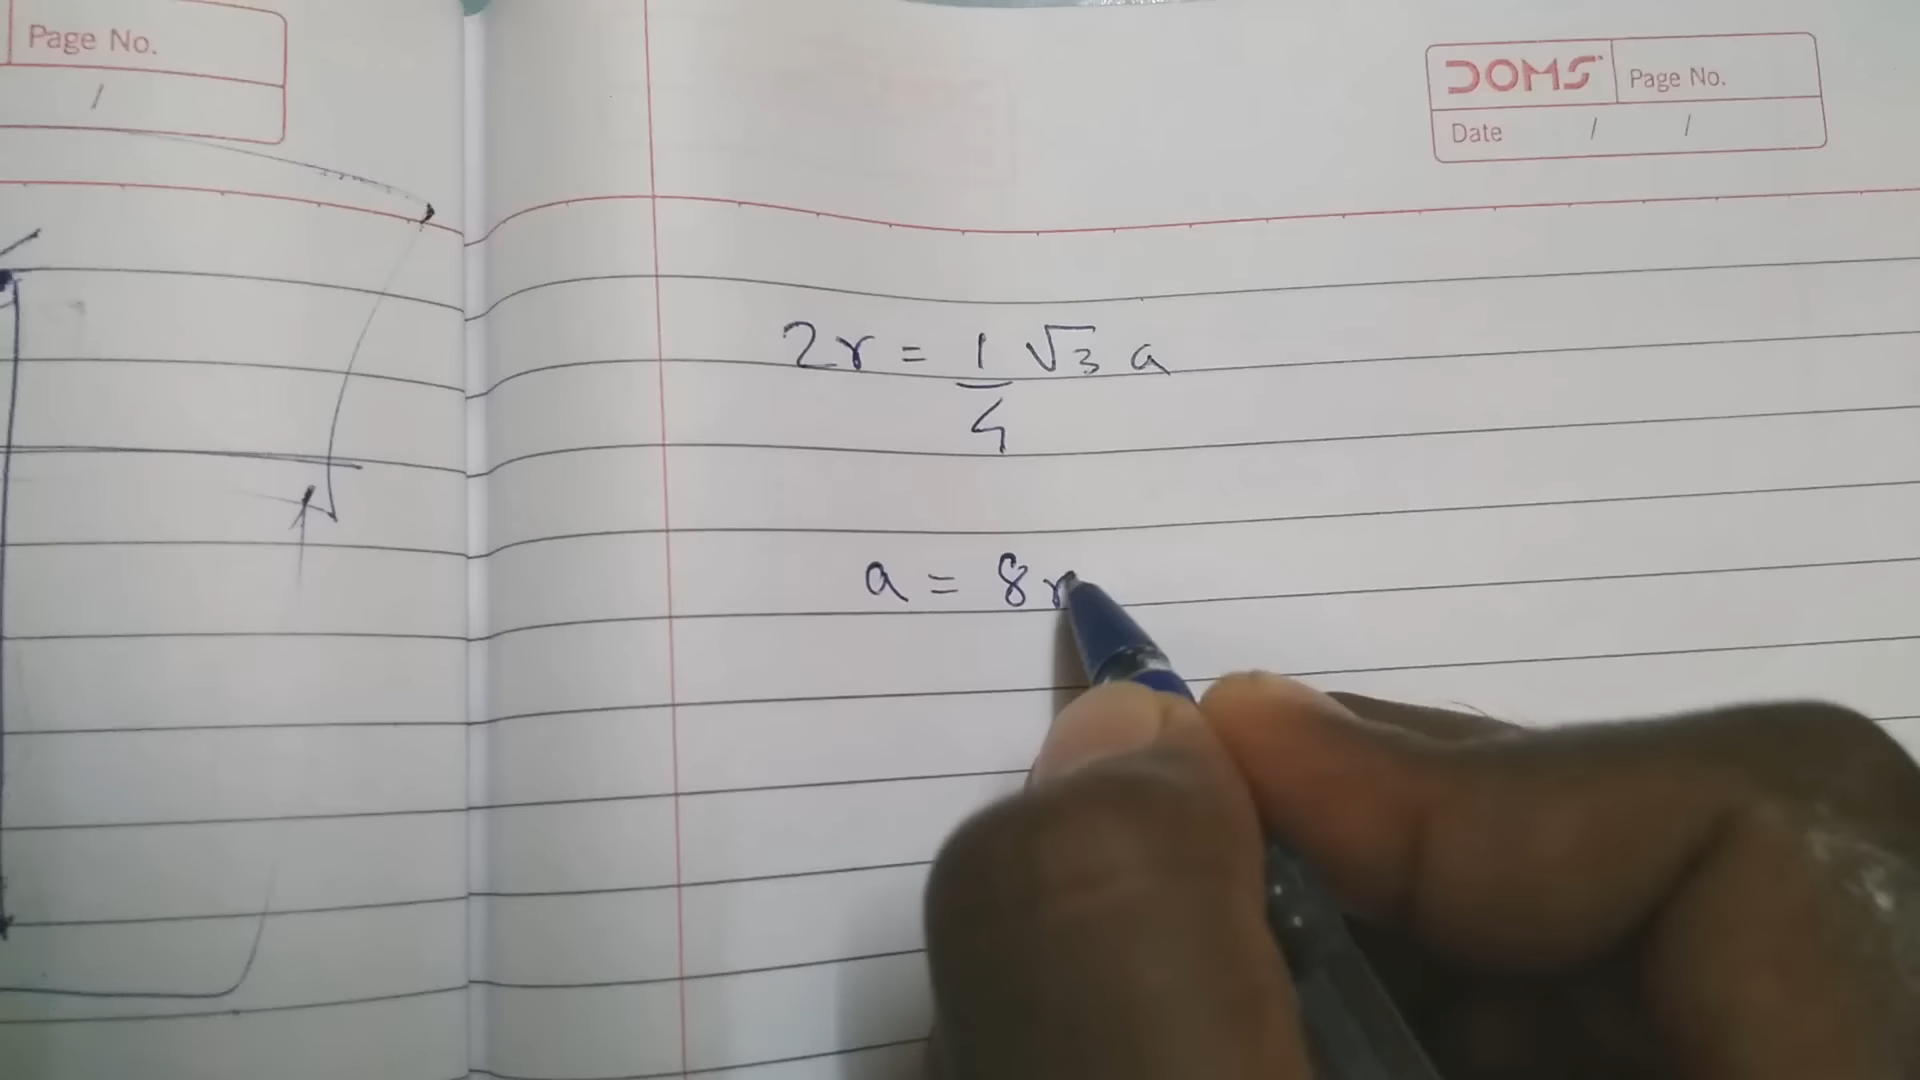 Page No.
/
DOMS Page No.
Date / /
2r = 1/4 √3 a
a = 8r